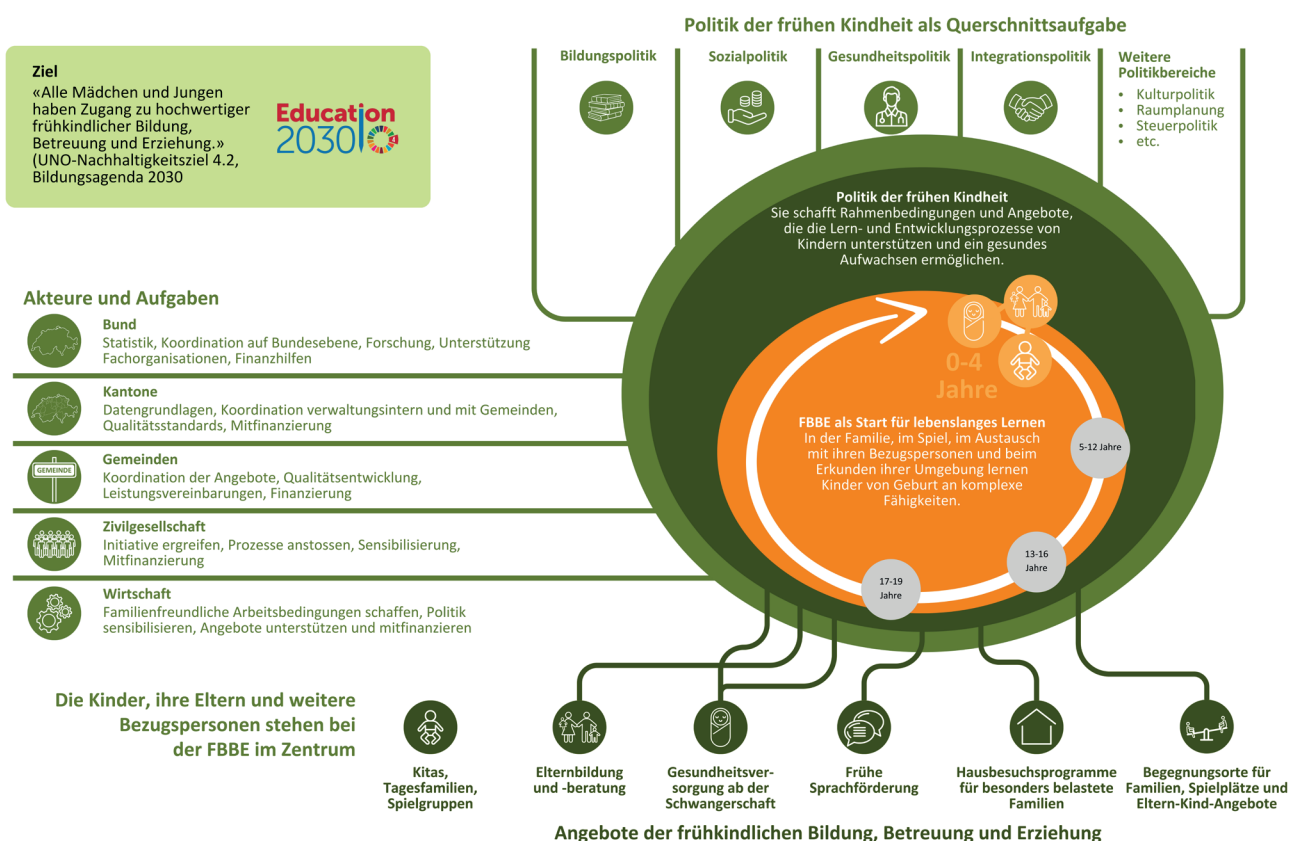 Politik der frühen Kindheit als Querschnittsaufgabe
Ziel
«Alle Mädchen und Jungen
haben Zugang zu hochwertiger
frühkindlicher Bildung,
Betreuung und Erziehung.»
(UNO-Nachhaltigkeitsziel 4.2,
Bildungsagenda 2030
Education
2030
4
Bildungspolitik
Sozialpolitik
Gesundheitspolitik
Integrationspolitik
Weitere
Politikbereiche
• Kulturpolitik
• Raumplanung
• Steuerpolitik
• etc.
Politik der frühen Kindheit
Sie schafft Rahmenbedingungen und Angebote,
die die Lern- und Entwicklungsprozesse von
Kindern unterstützen und ein gesundes
Aufwachsen ermöglichen.
0-4
Jahre
FBBE als Start für lebenslanges Lernen
In der Familie, im Spiel, im Austausch
mit ihren Bezugspersonen und beim
Erkunden ihrer Umgebung lernen
Kinder von Geburt an komplexe
Fähigkeiten.
5-12 Jahre
13-16
Jahre
17-19
Jahre
Akteure und Aufgaben
Bund
Statistik, Koordination auf Bundesebene, Forschung, Unterstützung
Fachorganisationen, Finanzhilfen
Kantone
Datengrundlagen, Koordination verwaltungsintern und mit Gemeinden,
Qualitätsstandards, Mitfinanzierung
GEMEINDE
Gemeinden
Koordination der Angebote, Qualitätsentwicklung,
Leistungsvereinbarungen, Finanzierung
Zivilgesellschaft
Initiative ergreifen, Prozesse anstossen, Sensibilisierung,
Mitfinanzierung
Wirtschaft
Familienfreundliche Arbeitsbedingungen schaffen, Politik
sensibilisieren, Angebote unterstützen und mitfinanzieren
Die Kinder, ihre Eltern und weitere
Bezugspersonen stehen bei
der FBBE im Zentrum
Kitas,
Tagesfamilien,
Spielgruppen
Elternbildung
und -beratung
Gesundheitsver-
sorgung ab der
Schwangerschaft
Frühe
Sprachförderung
Hausbesuchsprogramme
für besonders belastete
Familien
Begegnungsorte für
Familien, Spielplätze und
Eltern-Kind-Angebote
Angebote der frühkindlichen Bildung, Betreuung und Erziehung